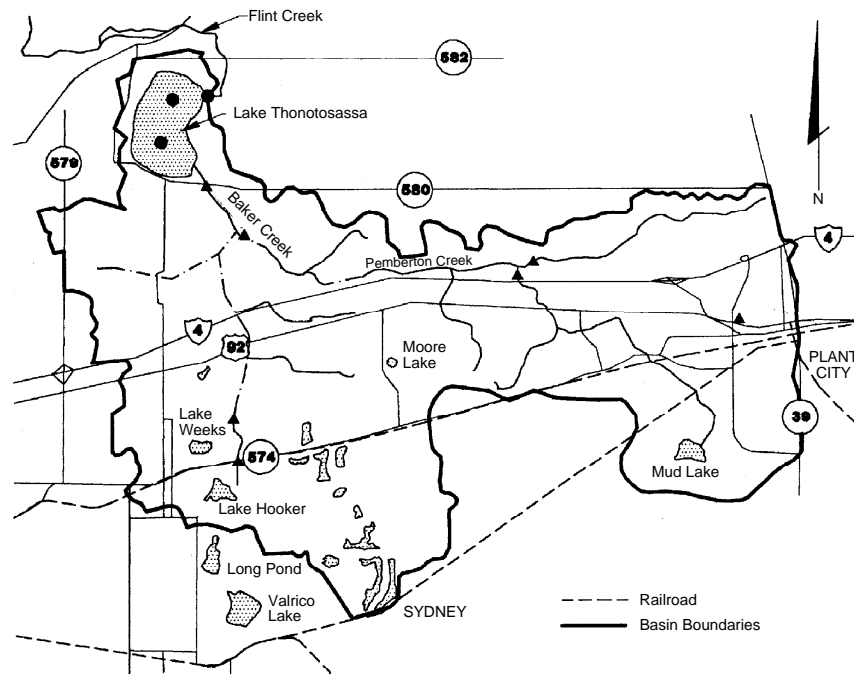 Flint Creek
582
Lake Thonotosassa
579
580
Baker Creek
N
4
Pemberton Creek
4
92
Moore
Lake
PLANT
CITY
39
Lake
Weeks
574
Mud Lake
Lake Hooker
Long Pond
Valrico
Lake
SYDNEY
Railroad
Basin Boundaries